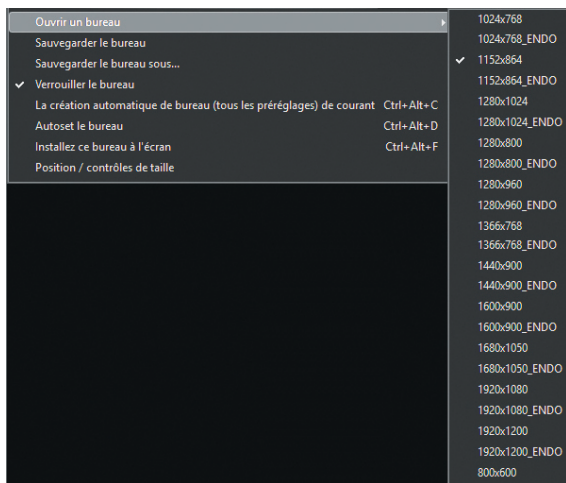 Ouvrir un bureau
Sauvegarder le bureau
Sauvegarder le bureau sous...
Verrouiller le bureau
La création automatique de bureau (tous les préréglages) de courant Ctrl+Alt+C
Autoset le bureau Ctrl+Alt+D
Installez ce bureau à l'écran Ctrl+Alt+F
Position / contrôles de taille
1024x768
1024x768_ENDO
1152x864
1152x864_ENDO
1280x1024
1280x1024_ENDO
1280x800
1280x800_ENDO
1280x960
1280x960_ENDO
1366x768
1366x768_ENDO
1440x900
1440x900_ENDO
1600x900
1600x900_ENDO
1680x1050
1680x1050_ENDO
1920x1080
1920x1080_ENDO
1920x1200
1920x1200_ENDO
800x600